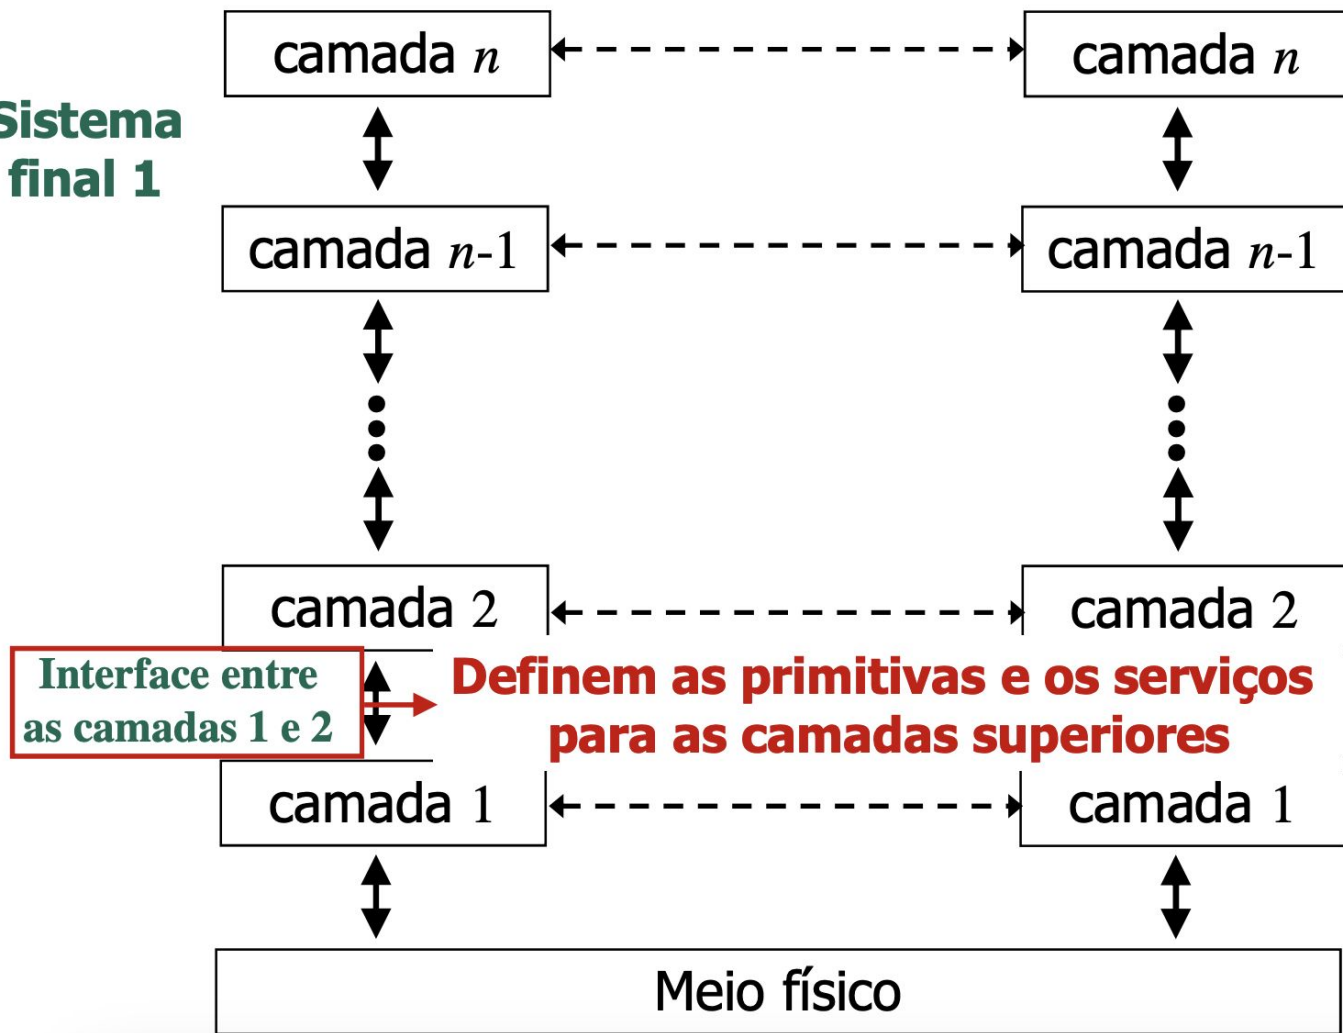 camada n
camada n
Sistema
final 1
camada n-1
camada n-1
camada 2
camada 2
Interface entre
as camadas 1 e 2
Definem as primitivas e os serviços
para as camadas superiores
camada 1
camada 1
Meio físico